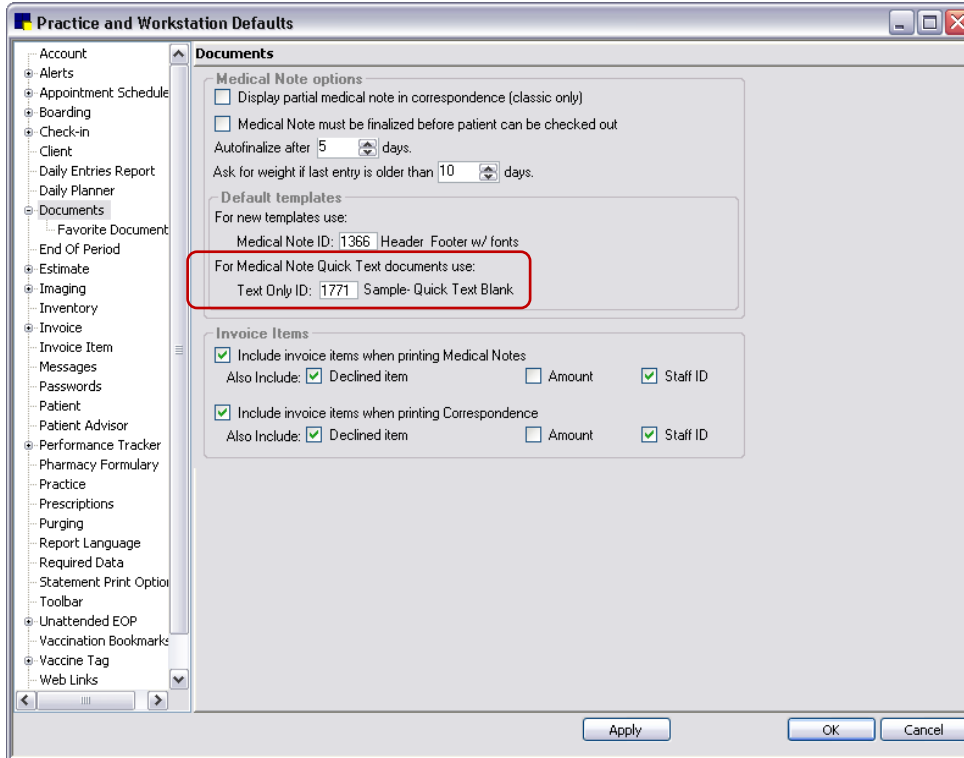 Practice and Workstation Defaults
Account
Alerts
Appointment Schedule
Boarding
Check-in
Client
Daily Entries Report
Daily Planner
Documents
Favorite Document
End Of Period
Estimate
Imaging
Inventory
Invoice
Invoice Item
Messages
Passwords
Patient
Patient Advisor
Performance Tracker
Pharmacy Formulary
Practice
Prescriptions
Purging
Report Language
Required Data
Statement Print Option
Toolbar
Unattended EOP
Vaccination Bookmarks
Vaccine Tag
Web Links
Documents
Medical Note options
Display partial medical note in correspondence (classic only)
Medical Note must be finalized before patient can be checked out
Autofinalize after 5 days.
Ask for weight if last entry is older than 10 days.
Default templates
For new templates use:
Medical Note ID: 1366 Header Footer w/ fonts
For Medical Note Quick Text documents use:
Text Only ID: 1771 Sample- Quick Text Blank
Invoice Items
Include invoice items when printing Medical Notes
Also Include: Declined item Amount Staff ID
Include invoice items when printing Correspondence
Also Include: Declined item Amount Staff ID
Apply OK Cancel